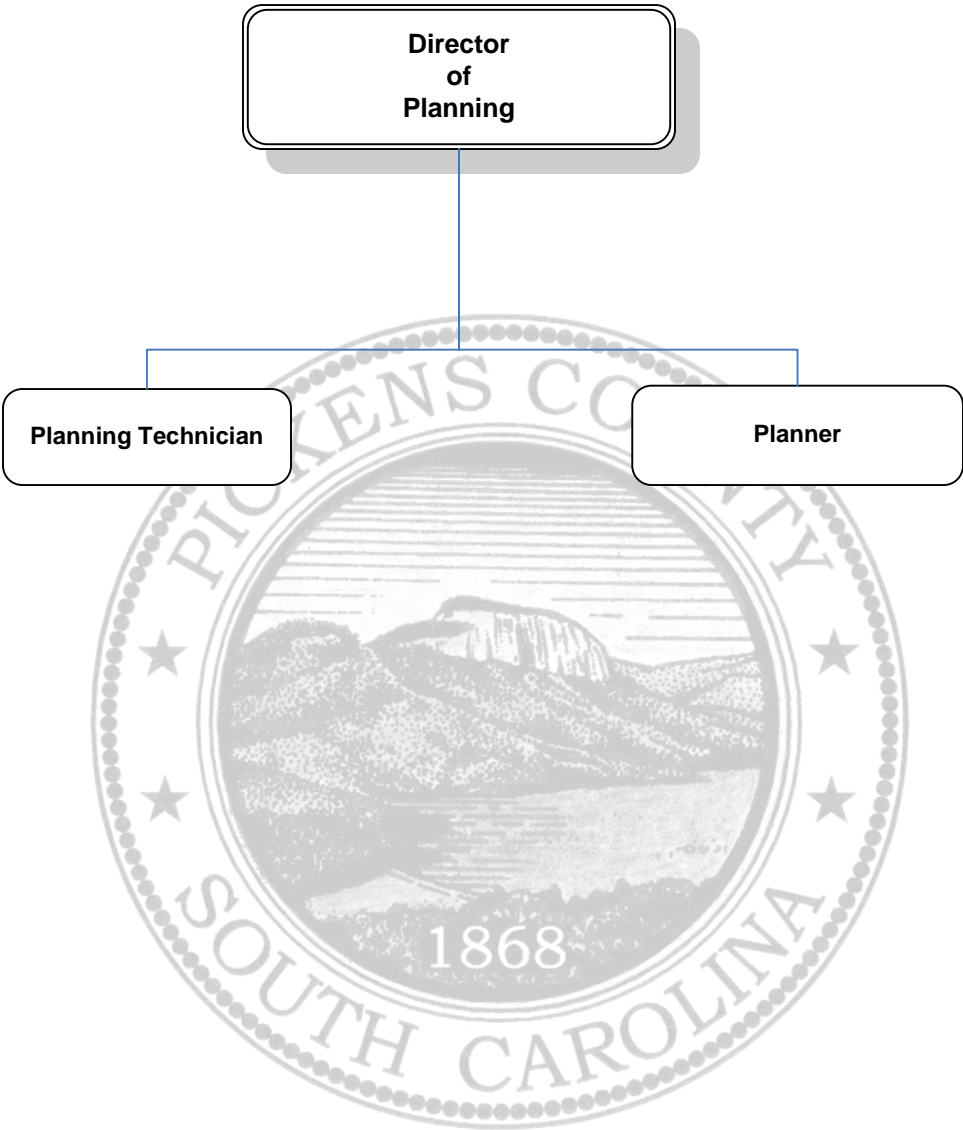 Director
of
Planning
Planning Technician
Planner
PICKENS COUNTY
1868
SOUTH CAROLINA